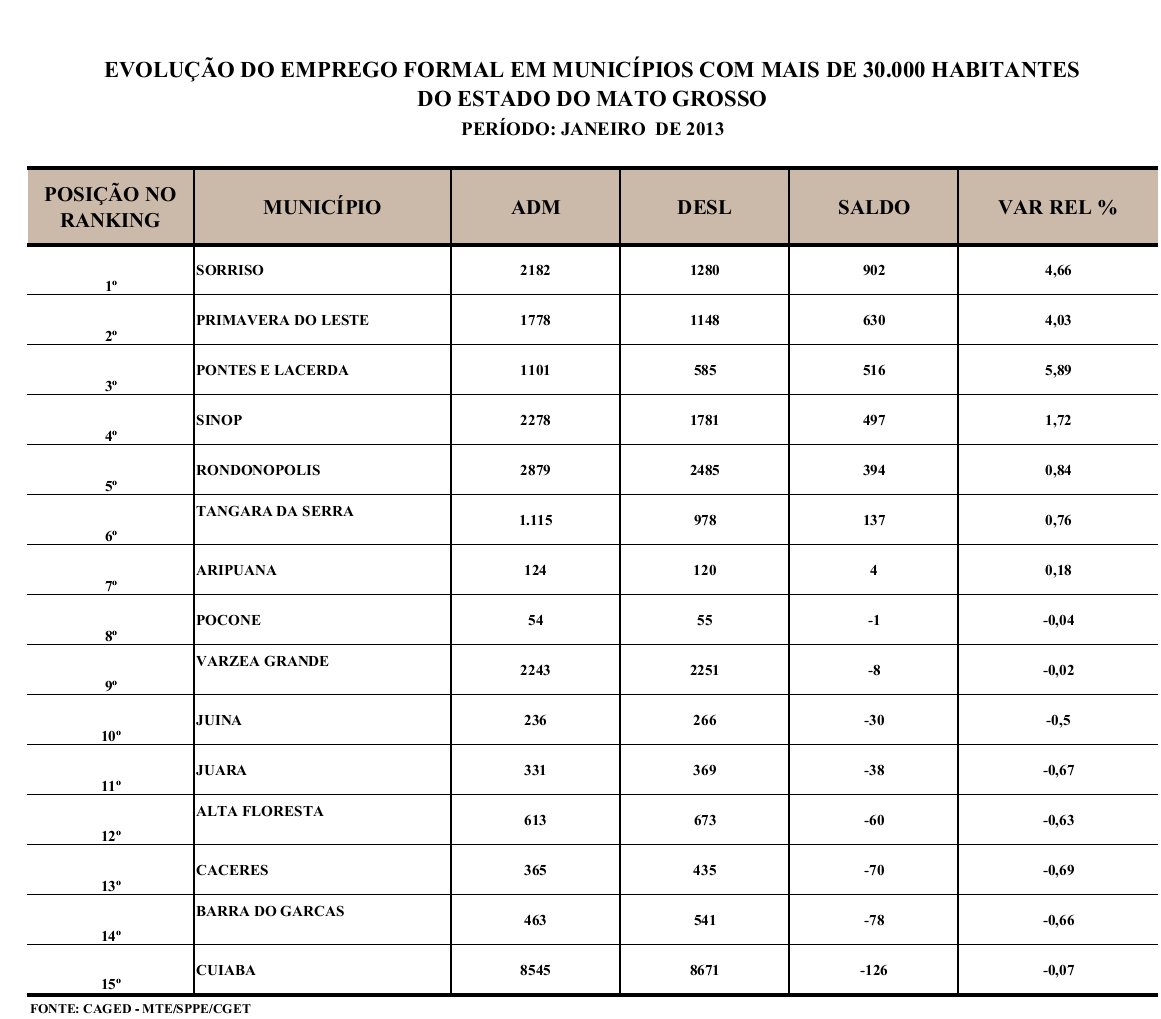 EVOLUÇÃO DO EMPREGO FORMAL EM MUNICÍPIOS COM MAIS DE 30.000 HABITANTES
DO ESTADO DO MATO GROSSO
PERÍODO: JANEIRO DE 2013
POSIÇÃO NO RANKING MUNICÍPIO ADM DESL SALDO VAR REL %
1º SORRISO 2182 1280 902 4,66
2º PRIMAVERA DO LESTE 1778 1148 630 4,03
3º PONTES E LACERDA 1101 585 516 5,89
4º SINOP 2278 1781 497 1,72
5º RONDONOPOLIS 2879 2485 394 0,84
6º TANGARA DA SERRA 1.115 978 137 0,76
7º ARIPUANA 124 120 4 0,18
8º POCONE 54 55 -1 -0,04
9º VARZEA GRANDE 2243 2251 -8 -0,02
10º JUINA 236 266 -30 -0,5
11º JUARA 331 369 -38 -0,67
12º ALTA FLORESTA 613 673 -60 -0,63
13º CACERES 365 435 -70 -0,69
14º BARRA DO GARCAS 463 541 -78 -0,66
15º CUIABA 8545 8671 -126 -0,07
FONTE: CAGED - MTE/SPPE/CGET